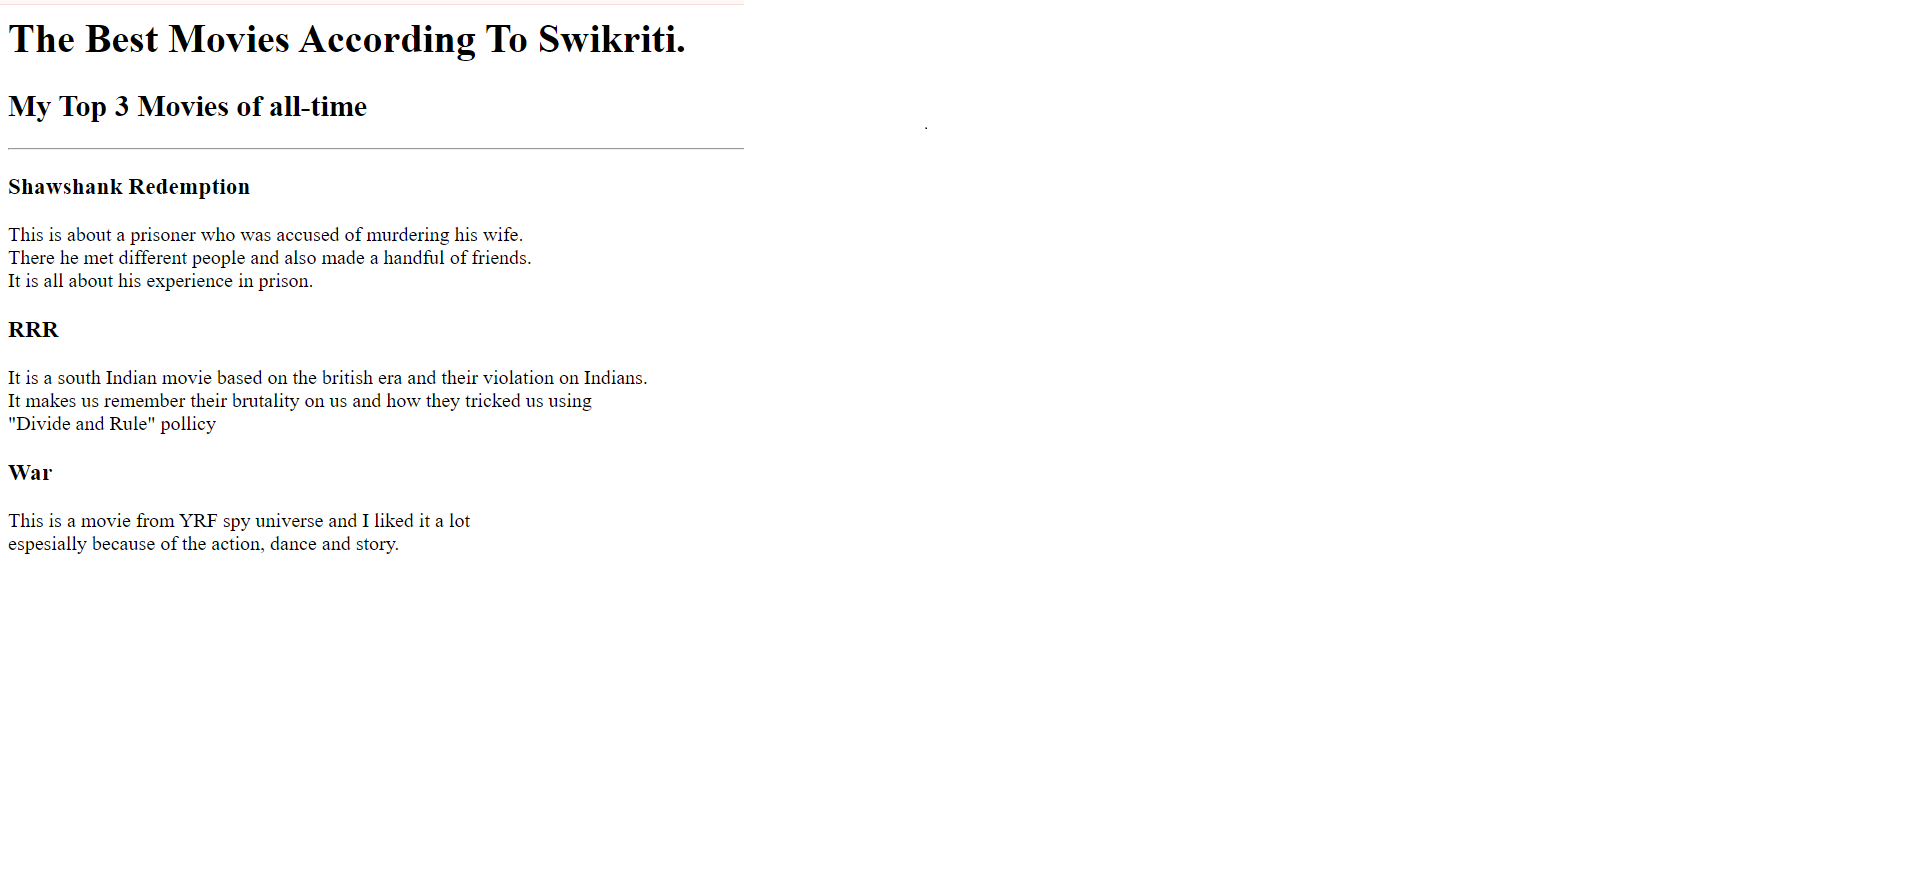 The Best Movies According To Swikriti.
My Top 3 Movies of all-time
Shawshank Redemption
This is about a prisoner who was accused of murdering his wife.
There he met different people and also made a handful of friends.
It is all about his experience in prison.
RRR
It is a south Indian movie based on the british era and their violation on Indians.
It makes us remember their brutality on us and how they tricked us using
"Divide and Rule" pollicy
War
This is a movie from YRF spy universe and I liked it a lot
espesially because of the action, dance and story.